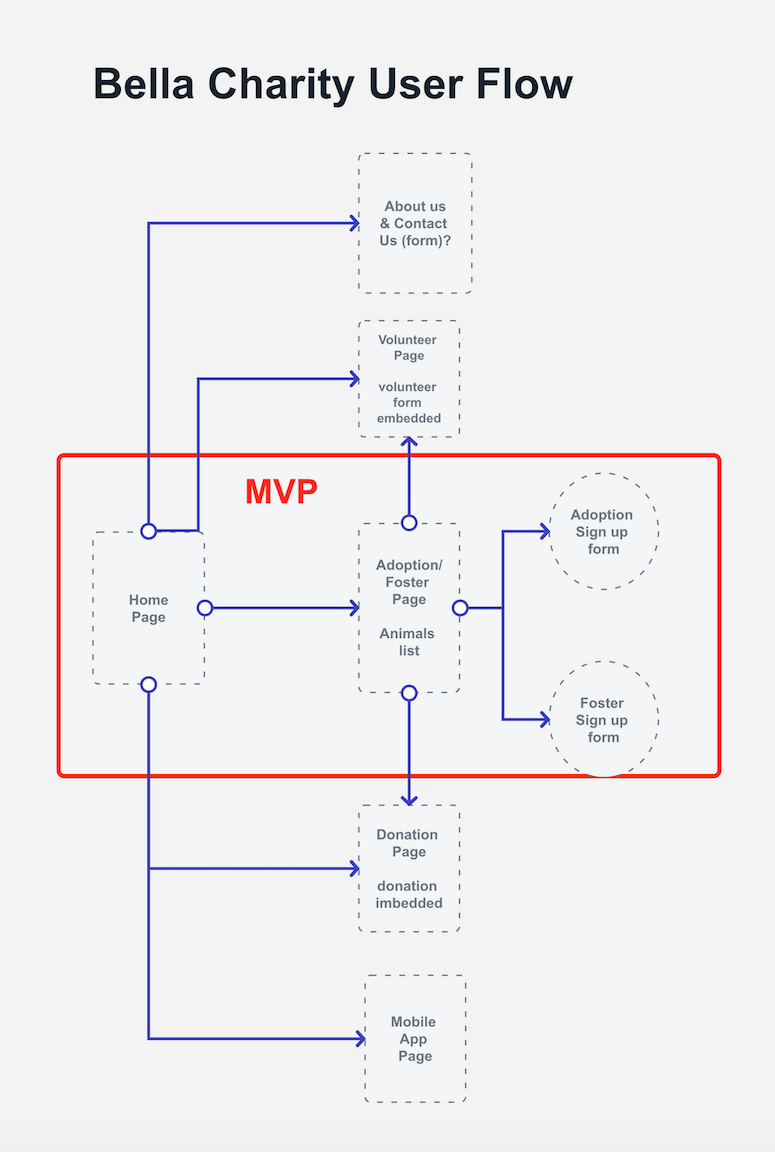 Bella Charity User Flow
About us
& Contact
Us (form)?
Volunteer
Page
volunteer
form
embedded
MVP
Home
Page
Adoption/
Foster
Page
Animals
list
Adoption
Sign up
form
Foster
Sign up
form
Donation
Page
donation
imbedded
Mobile
App
Page